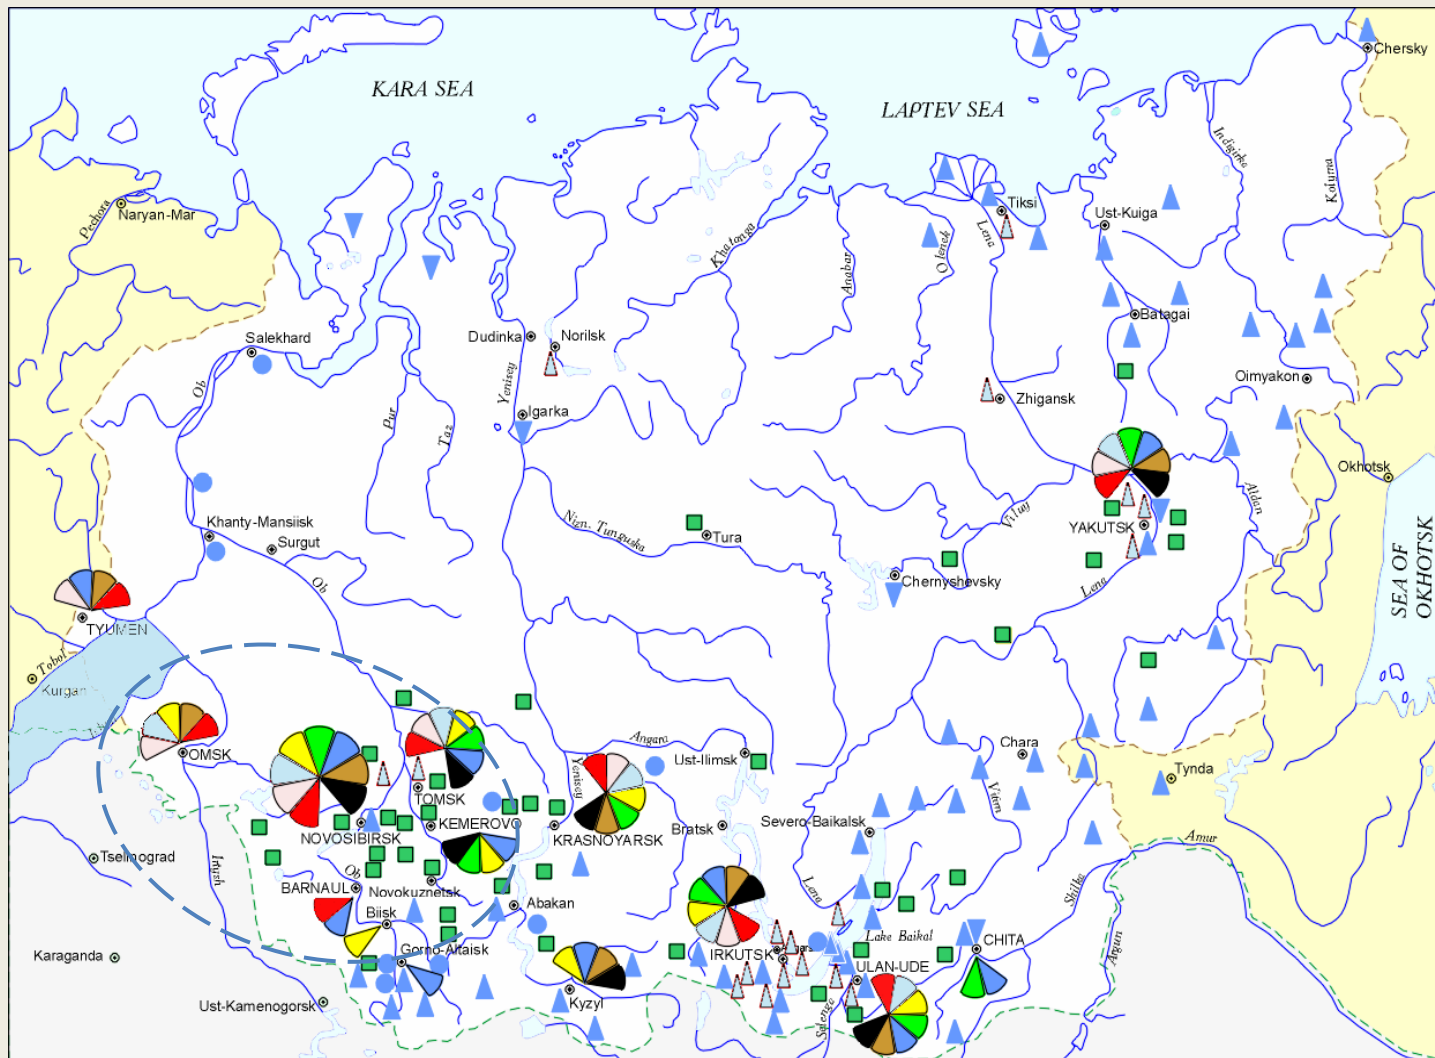 KARA SEA
LAPTEV SEA
Chersky
Indigirka
Kolyma
Pechora
Naryan-Mar
Tiksi
Ust-Kuiga
Lena
Olenek
Khatanga
Anabar
Batagai
Salekhard
Dudinka
Norilsk
Oimyakon
Ob
Yenisey
Zhigansk
Igarka
Pur
Taz
Okhotsk
Aldan
Khanty-Mansiisk
Surgut
Nizn. Tunguska
Tura
Viluy
YAKUTSK
Chernyshevsky
Lena
Ob
SEA OF
OKHOTSK
TYUMEN
Tobol
Kurgan
OMSK
Angara
Ust-Ilimsk
Chara
Tynda
Yenisey
Vitim
TOMSK
NOVOSIBIRSK
KEMEROVO
KRASNOYARSK
Bratsk
Severo-Baikalsk
Amur
Tselinograd
Irtysh
Ob
BARNAUL
Novokuznetsk
Biisk
Abakan
Lena
Shilka
Argun
Lake Baikal
CHITA
Karaganda
Gorno-Altaisk
IRKUTSK
ULAN-UDE
Ust-Kamenogorsk
Kyzyl
Selenga